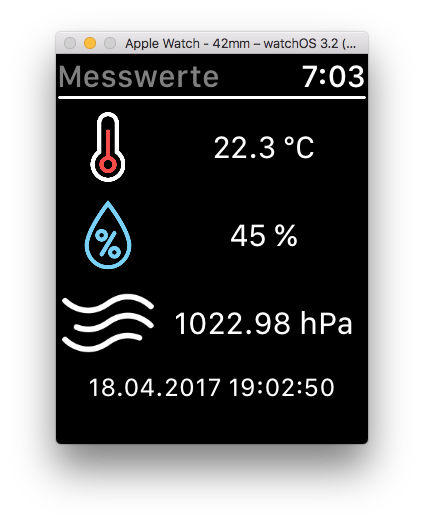 Apple Watch - 42mm – watchOS 3.2 (...
Messwerte 7:03
22.3 °C
% 45 %
1022.98 hPa
18.04.2017 19:02:50